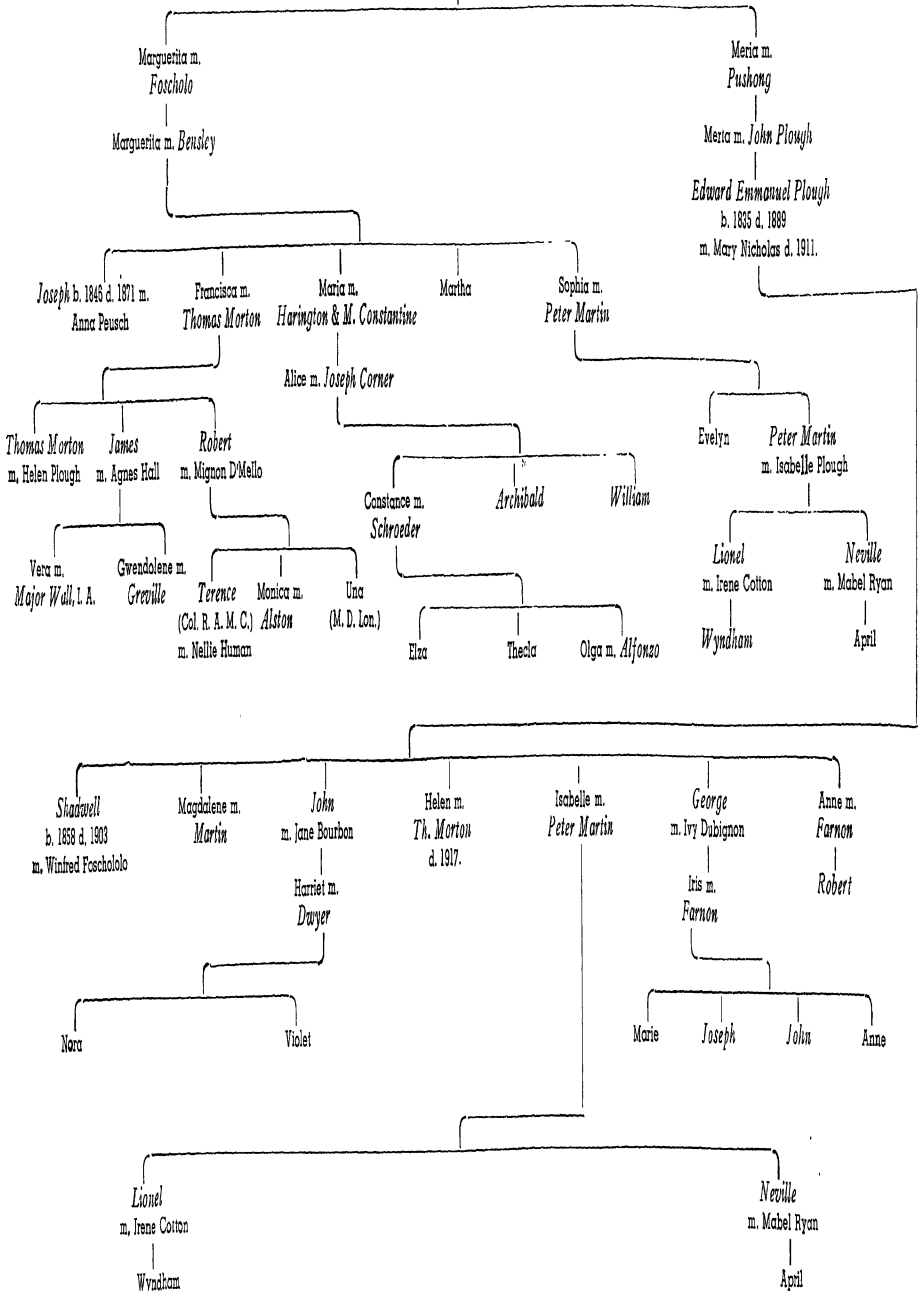 Marguerita m.
Foscholo
Meria m.
Pushong
Marguerita m. Beusley
Meria m. John Plough
Edward Emmanuel Plough
b. 1835 d. 1889
m. Mary Nicholas d. 1911.
Joseph b. 1846 d. 1871 m.
Anna Peusch
Francisca m.
Thomas Morton
Maria m.
Harington & M. Constantine
Martha
Sophia m.
Peter Martin
Alice m. Joseph Corner
Thomas Morton
m. Helen Plough
James
m. Agnes Hall
Robert
m. Mignon D'Mello
Evelyn
Peter Martin
m. Isabelle Plough
Constance m.
Schroeder
Archibald
William
Vera m.
Major Wall, I. A.
Gwendolene m.
Greville
Terence
(Col. R. A. M. C.)
m. Nellie Human
Monica m.
Alston
Una
(M. D. Lon.)
Lionel
m. Irene Cotton
Neville
m. Mabel Ryan
Elza
Thecla
Olga m. Alfonzo
Wyndham
April
Shadwell
b. 1858 d. 1903
m. Winfred Foschololo
Magdalene m.
Martin
John
m. Jane Bourbon
Helen m.
Th. Morton
d. 1917.
Isabelle m.
Peter Martin
George
m. Ivy Dubignon
Anne m.
Farnon
Harriet m.
Dwyer
Iris m.
Farnon
Robert
Nora
Violet
Marie
Joseph
John
Anne
Lionel
m. Irene Cotton
Neville
m. Mabel Ryan
Wyndham
April